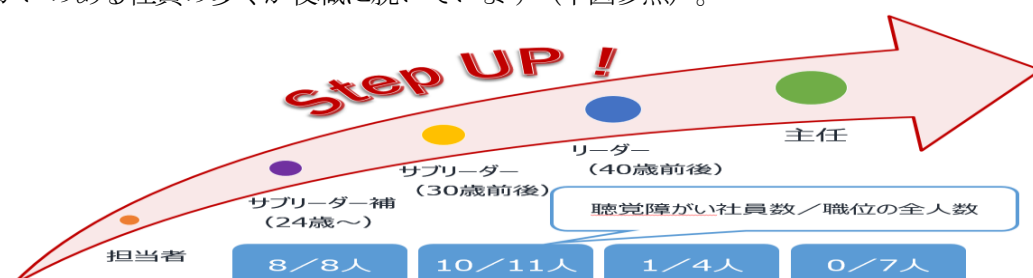 Step UP !
主任
リーダー
(40歳前後)
サブリーダー
(30歳前後)
サブリーダー補
(24歳～)
担当者
聴覚障がい社員数／職位の全人数
8／8人
10／11人
1／4人
0／7人